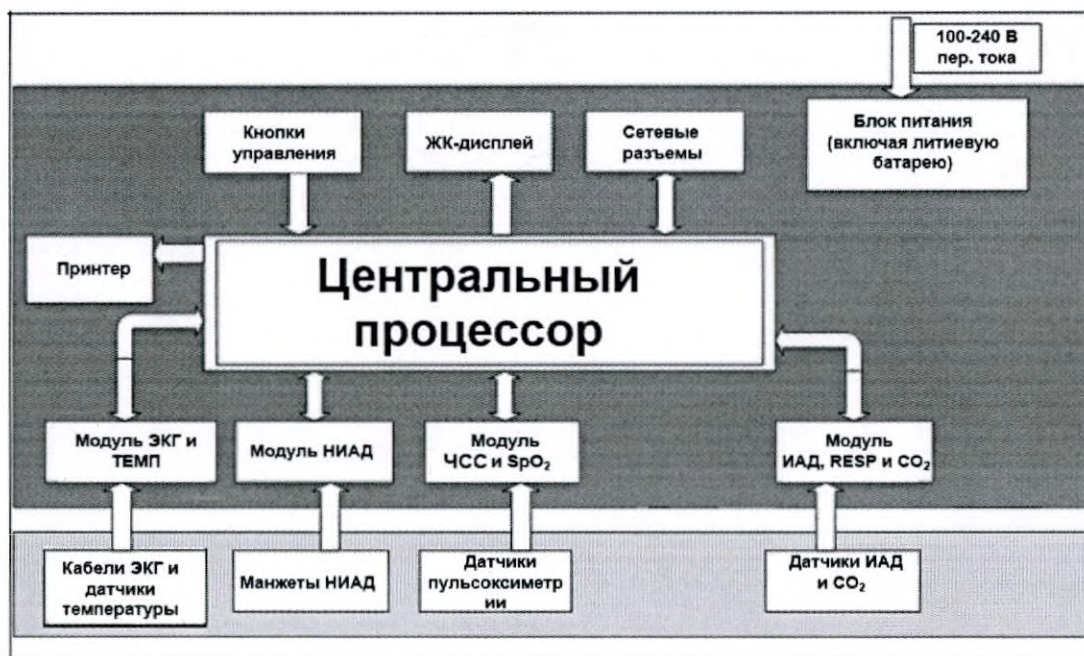 100-240 В
пер. тока
Кнопки
управления
ЖК-дисплей
Сетевые
разъемы
Блок питания
(включая литиевую
батарею)
Принтер
Центральный
процессор
Модуль ЭКГ и
ТЕМП
Модуль НИАД
Модуль
ЧСС и SpO₂
Модуль
ИАД, RESP и CO₂
Кабели ЭКГ и
датчики
температуры
Манжеты НИАД
Датчики
пульсоксиметр
ии
Датчики ИАД
и CO₂